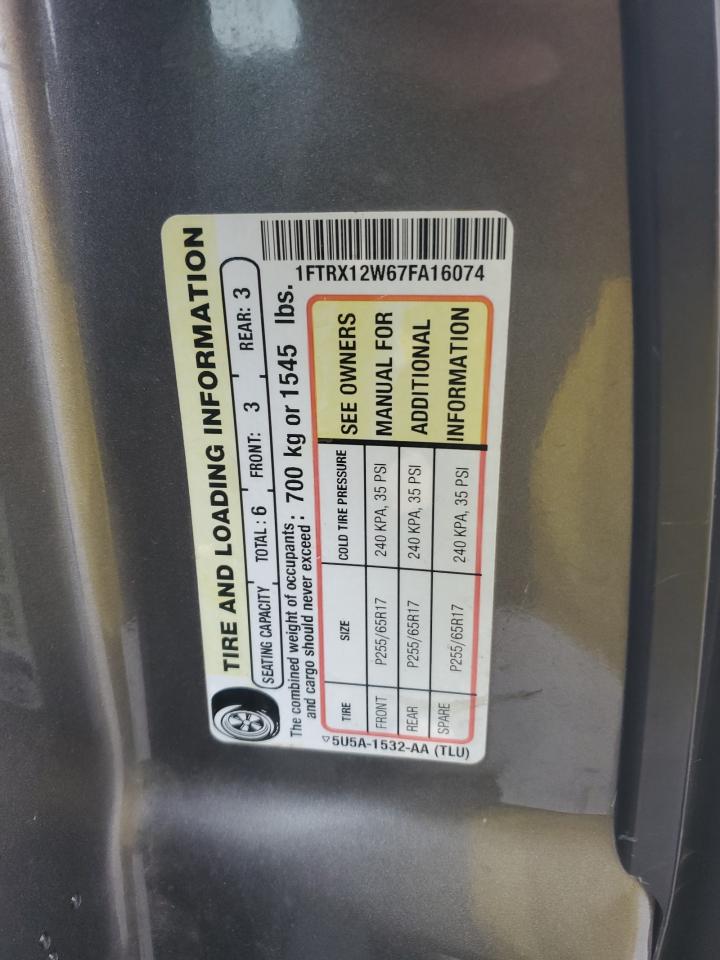 TIRE AND LOADING INFORMATION
SEATING CAPACITY TOTAL: 6 FRONT: 3 REAR: 3
The combined weight of occupants
and cargo should never exceed : 700 kg or 1545 lbs.
TIRE SIZE COLD TIRE PRESSURE
FRONT P255/65R17 240 KPA, 35 PSI
REAR P255/65R17 240 KPA, 35 PSI
SPARE P255/65R17 240 KPA, 35 PSI
SEE OWNERS
MANUAL FOR
ADDITIONAL
INFORMATION
5U5A-1532-AA (TLU)
1FTRX12W67FA16074